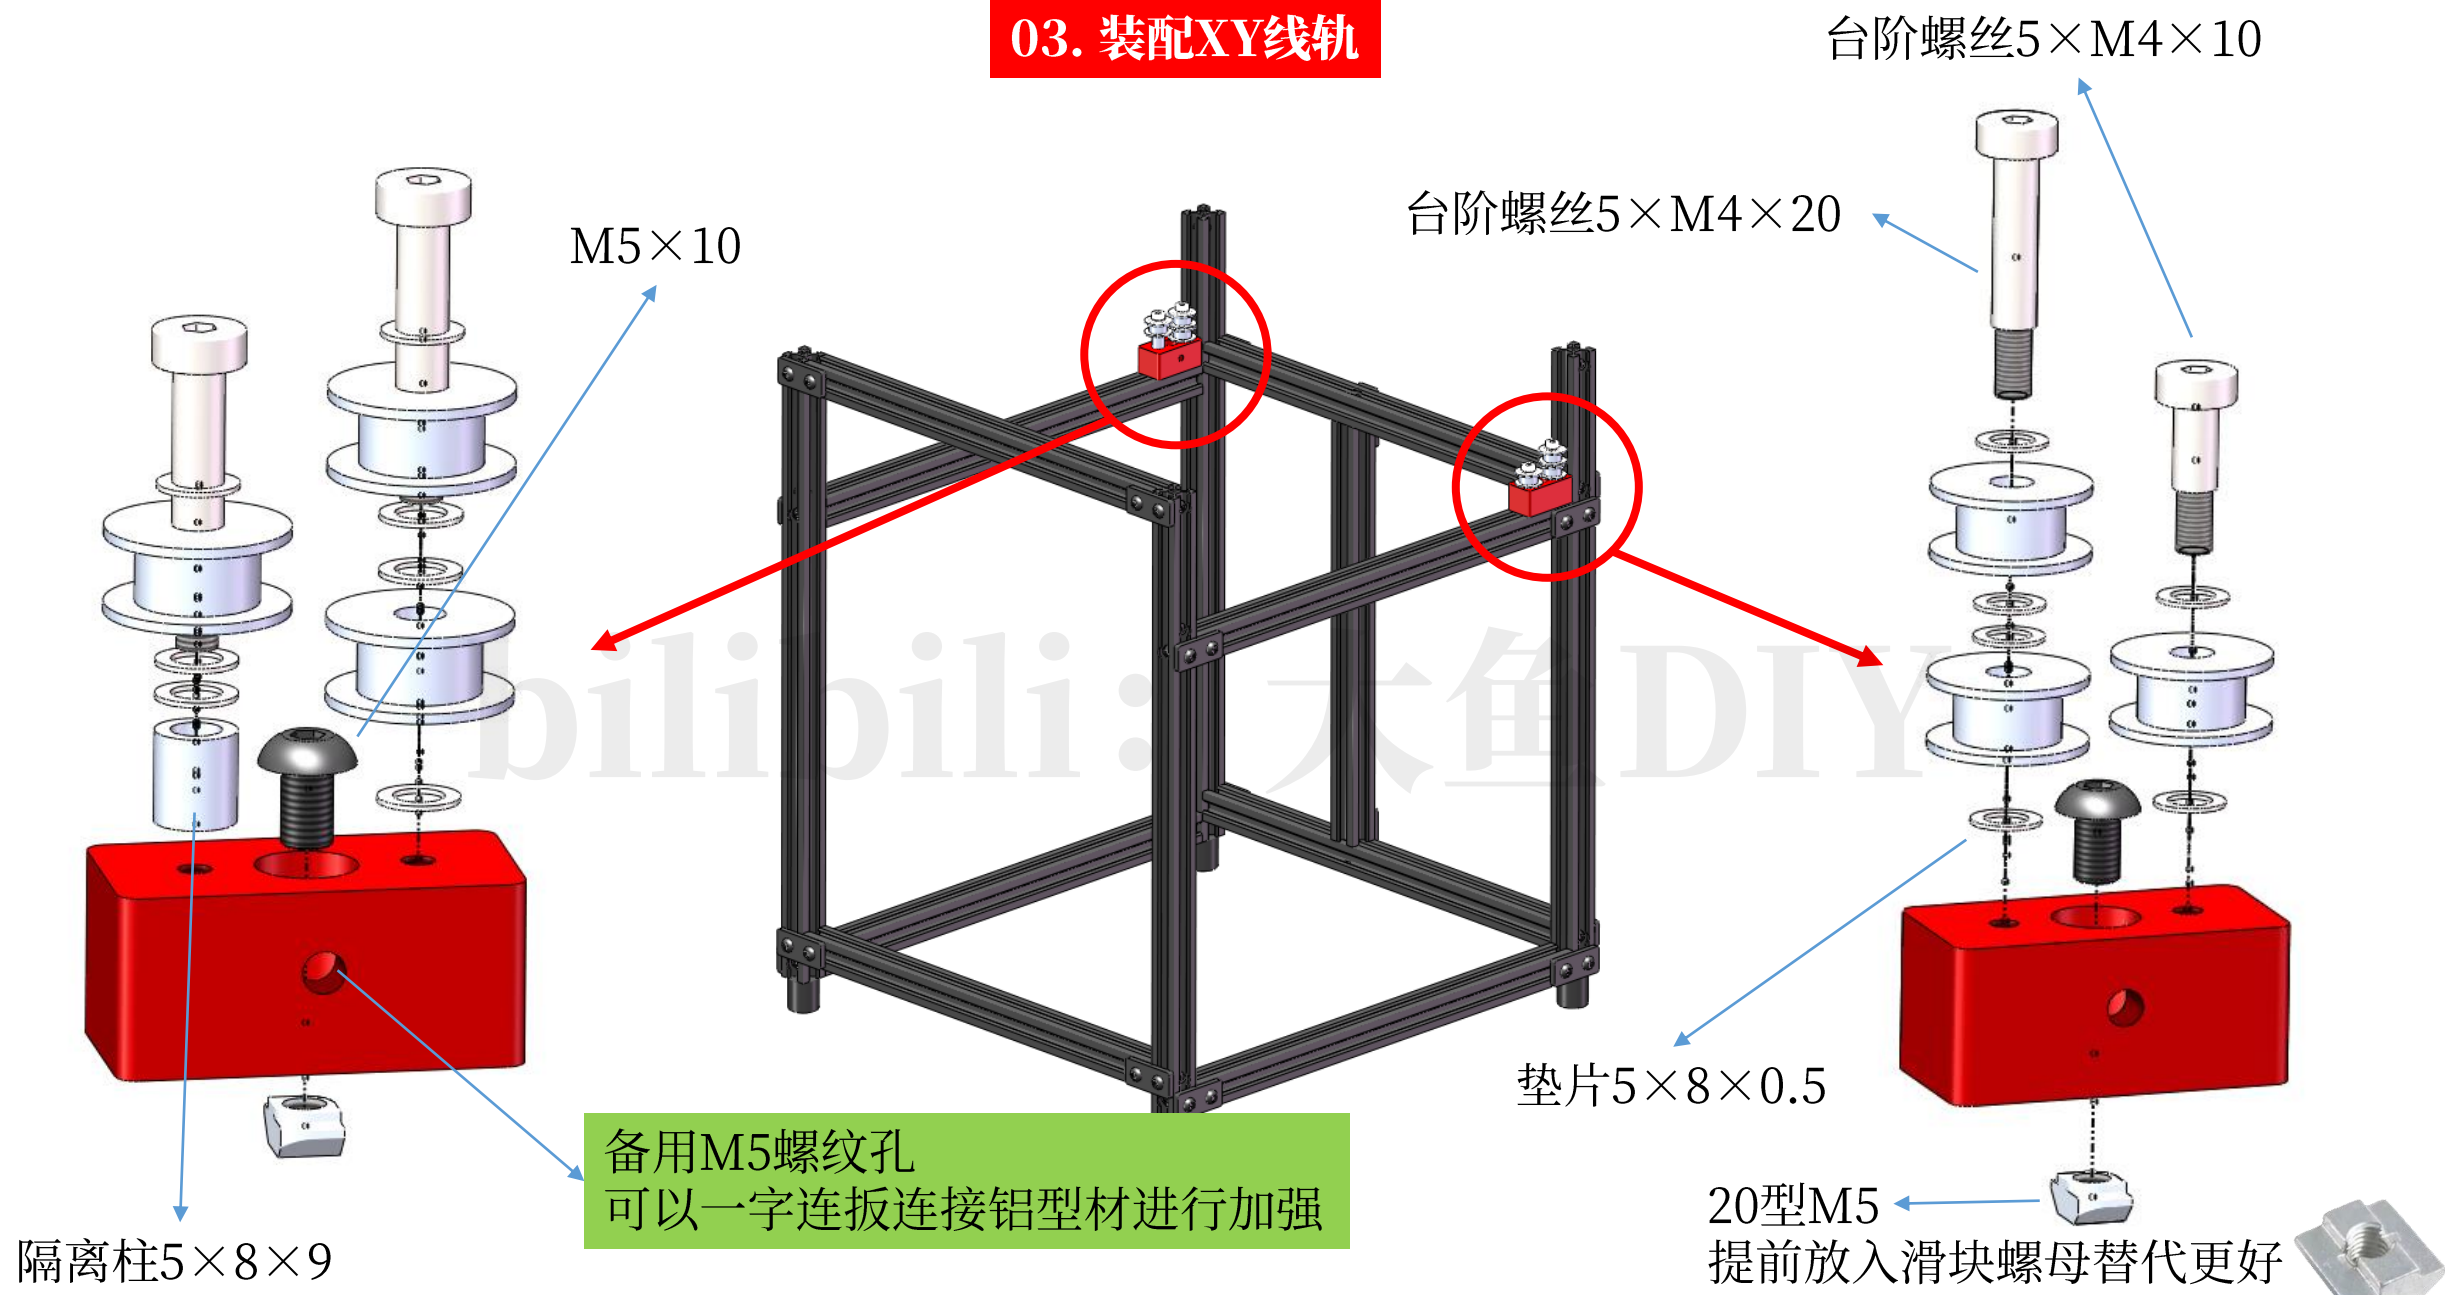 03. 装配XY线轨
台阶螺丝5×M4×10
台阶螺丝5×M4×20
M5×10
bilibili：大鱼DIY
垫片5×8×0.5
备用M5螺纹孔
可以一字连扳连接铝型材进行加强
20型M5
提前放入滑块螺母替代更好
隔离柱5×8×9